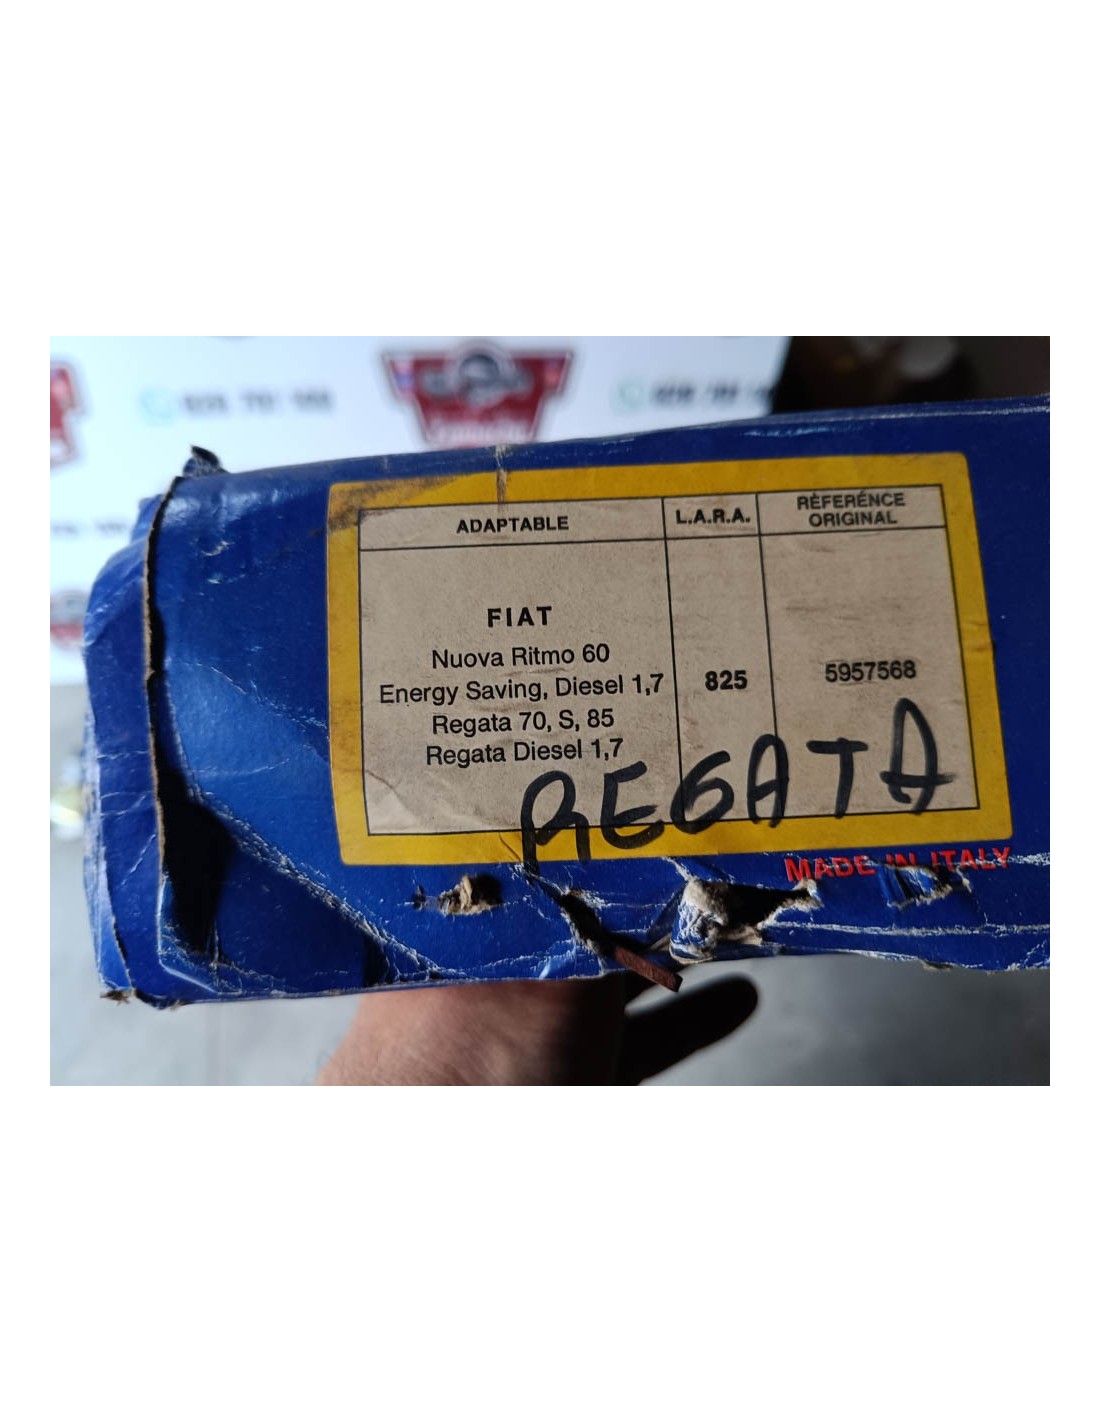 ADAPTABLE
L.A.R.A.
RÉFERÉNCE
ORIGINAL
FIAT
Nuova Ritmo 60
Energy Saving, Diesel 1,7
Regata 70, S, 85
Regata Diesel 1,7
825
5957568
REGATA
MADE IN ITALY